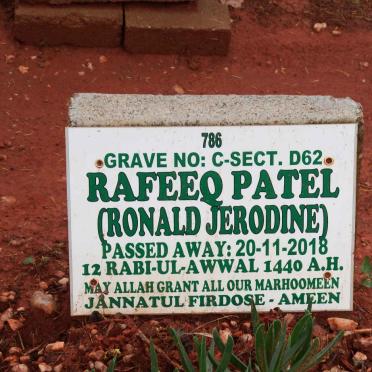 786
GRAVE NO: C-SECT. D62
RAFEEQ PATEL
(RONALD JERODINE)
PASSED AWAY: 20-11-2018
12 RABI-UL-AWWAL 1440 A.H.
MAY ALLAH GRANT ALL OUR MARHOOMEEN
JANNATUL FIRDOSE - AMEEN